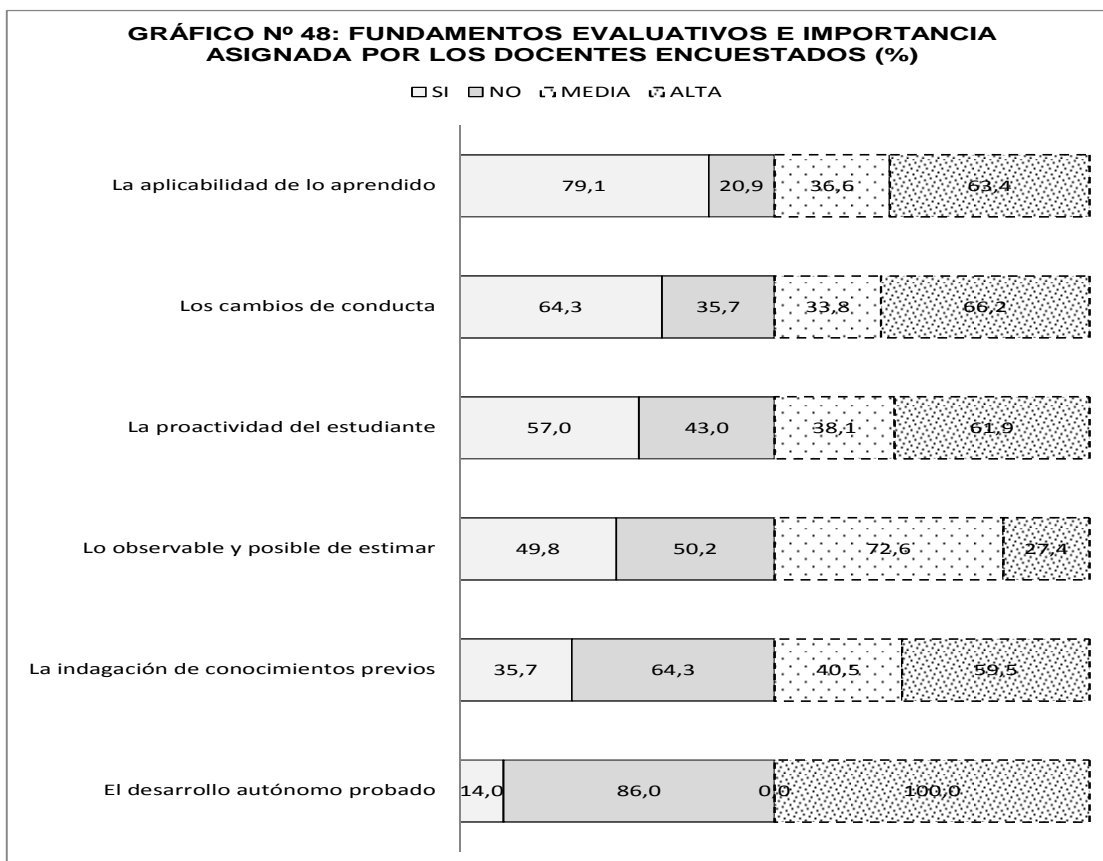 GRÁFICO Nº 48: FUNDAMENTOS EVALUATIVOS E IMPORTANCIA
ASIGNADA POR LOS DOCENTES ENCUESTADOS (%)
SI NO MEDIA ALTA
La aplicabilidad de lo aprendido 79,1 20,9 36,6 63,4
Los cambios de conducta 64,3 35,7 33,8 66,2
La proactividad del estudiante 57,0 43,0 38,1 61,9
Lo observable y posible de estimar 49,8 50,2 72,6 27,4
La indagación de conocimientos previos 35,7 64,3 40,5 59,5
El desarrollo autónomo probado 14,0 86,0 0,0 100,0